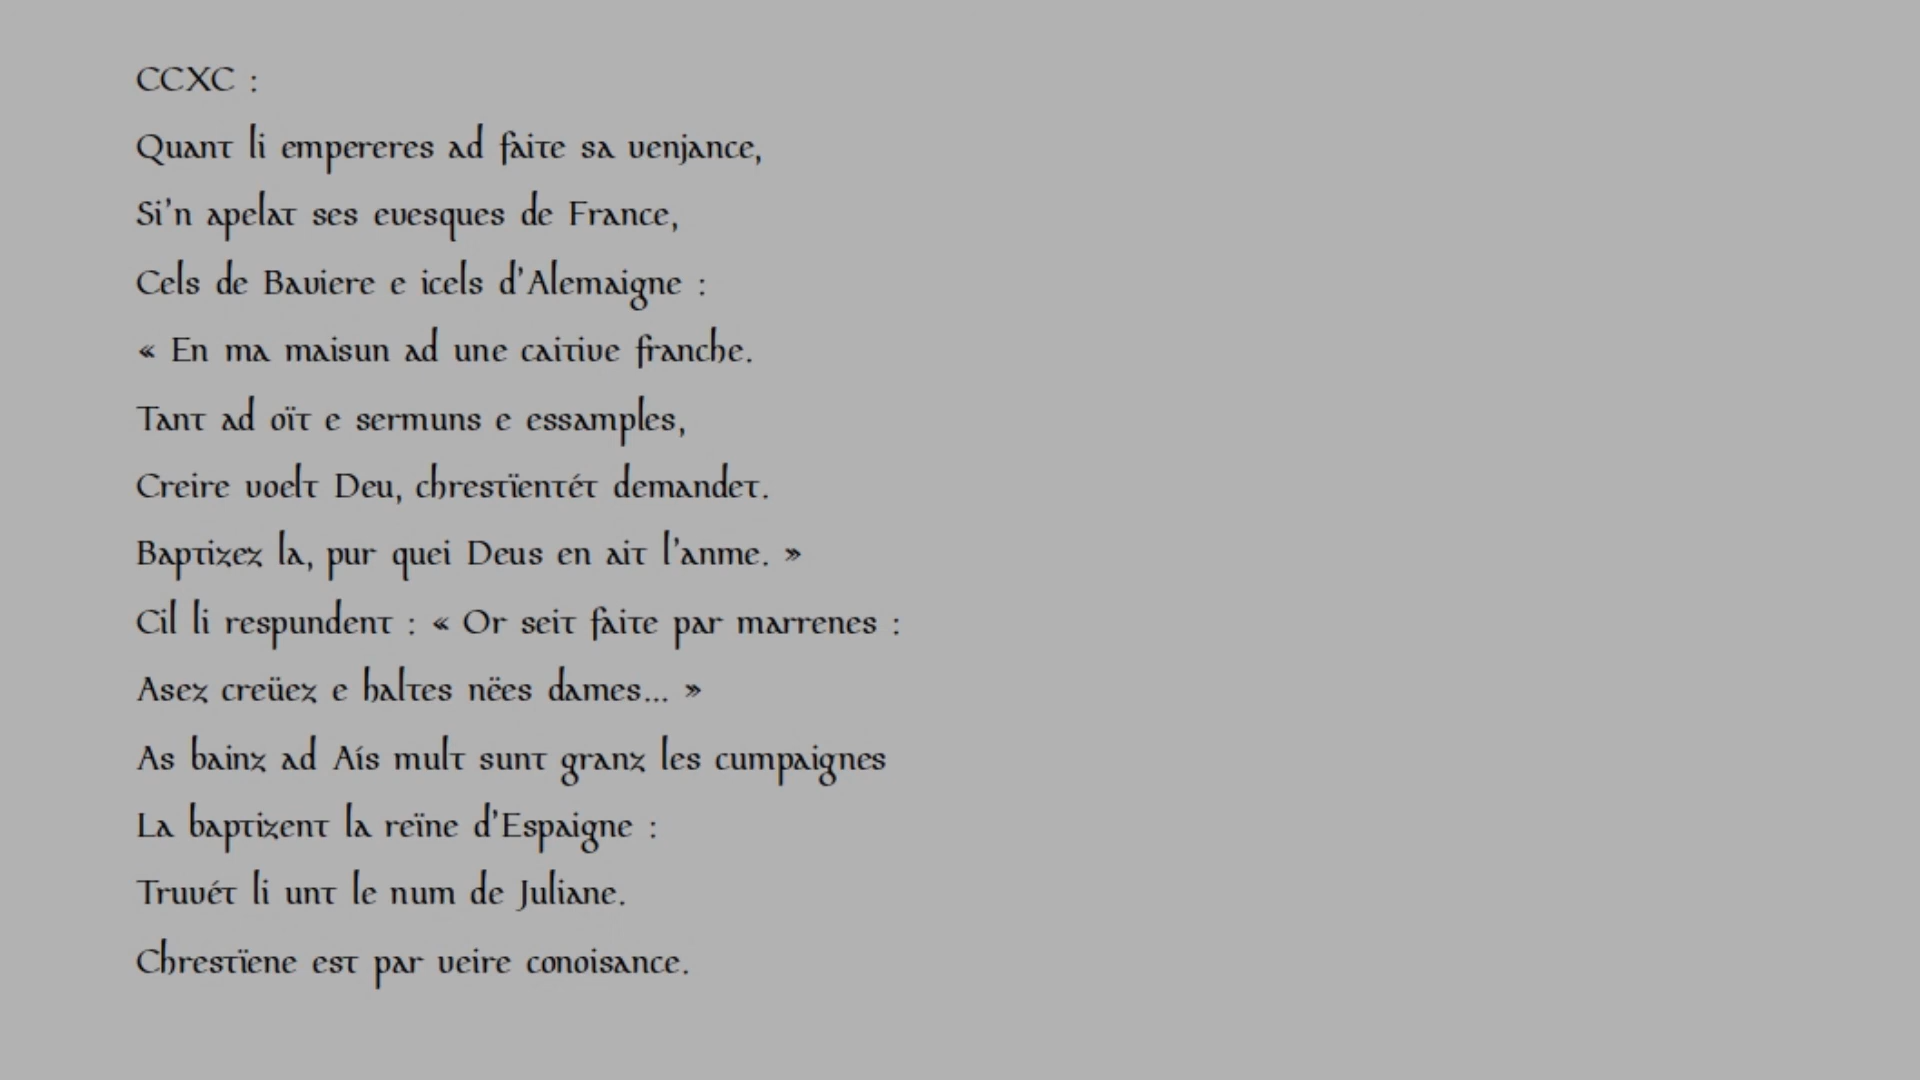 CCXC :
Quant li empereres ad faite sa venjance,
Si’n apelat ses evesques de France,
Cels de Baviere e icels d’Alemaigne :
« En ma maisun ad une caitive franche.
Tant ad oït e sermuns e essamples,
Creire voelt Deu, chrestïentét demandet.
Baptizez la, pur quei Deus en ait l’anme. »
Cil li respundent : « Or seit faite par marrenes :
Asez creüez e haltes nëes dames... »
As bainz ad Aís mult sunt granz les cumpaignes
La baptizent la reïne d’Espaigne :
Truvét li unt le num de Juliane.
Chrestïene est par veire conoisance.